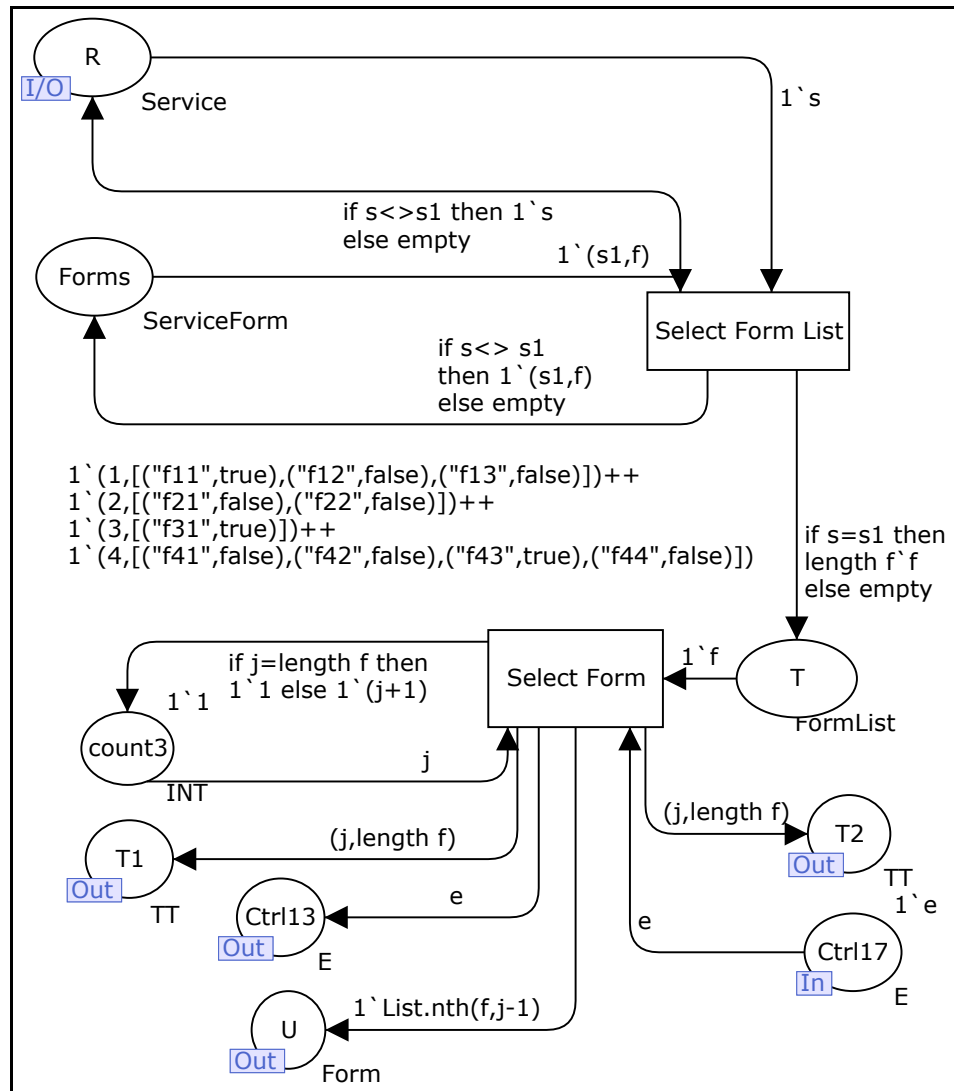 R
I/O
Service
1`s
if s<>s1 then 1`s
else empty
1`(s1,f)
Forms
ServiceForm
Select Form List
if s<> s1
then 1`(s1,f)
else empty
1`(1,[("f11",true),("f12",false),("f13",false)])++
1`(2,[("f21",false),("f22",false)])++
1`(3,[("f31",true)])++
1`(4,[("f41",false),("f42",false),("f43",true),("f44",false)])
if s=s1 then
length f`f
else empty
if j=length f then
1`1 else 1`(j+1)
Select Form
1`f
T
FormList
1`1
count3
INT
j
(j,length f)
(j,length f)
T1
Out
TT
T2
Out
TT
1`e
e
Ctrl13
Out
E
e
Ctrl17
In
E
1`List.nth(f,j-1)
U
Out
Form